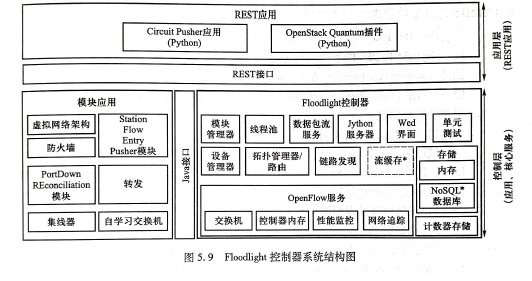 REST应用
Circuit Pusher应用
(Python)
OpenStack Quantum插件
(Python)
REST接口
应用层
(REST应用)
模块应用
虚拟网络架构
防火墙
Station
Flow
Entry
Pusher模块
PortDown
REonciliation
模块
转发
集线器
自学习交换机
Java接口
Floodlight控制器
模块
管理器
线程池
数据包流
服务
Jython
服务器
Wed
界面
单元
测试
设备
管理器
拓扑管理器/
路由
链路发现
流缓存*
存储
内存
NoSQL*
数据库
OpenFlow服务
交换机
控制器内存
性能监控
网络追踪
计数器存储
控制层
(应用、核心服务)
图 5.9 Floodlight 控制器系统结构图